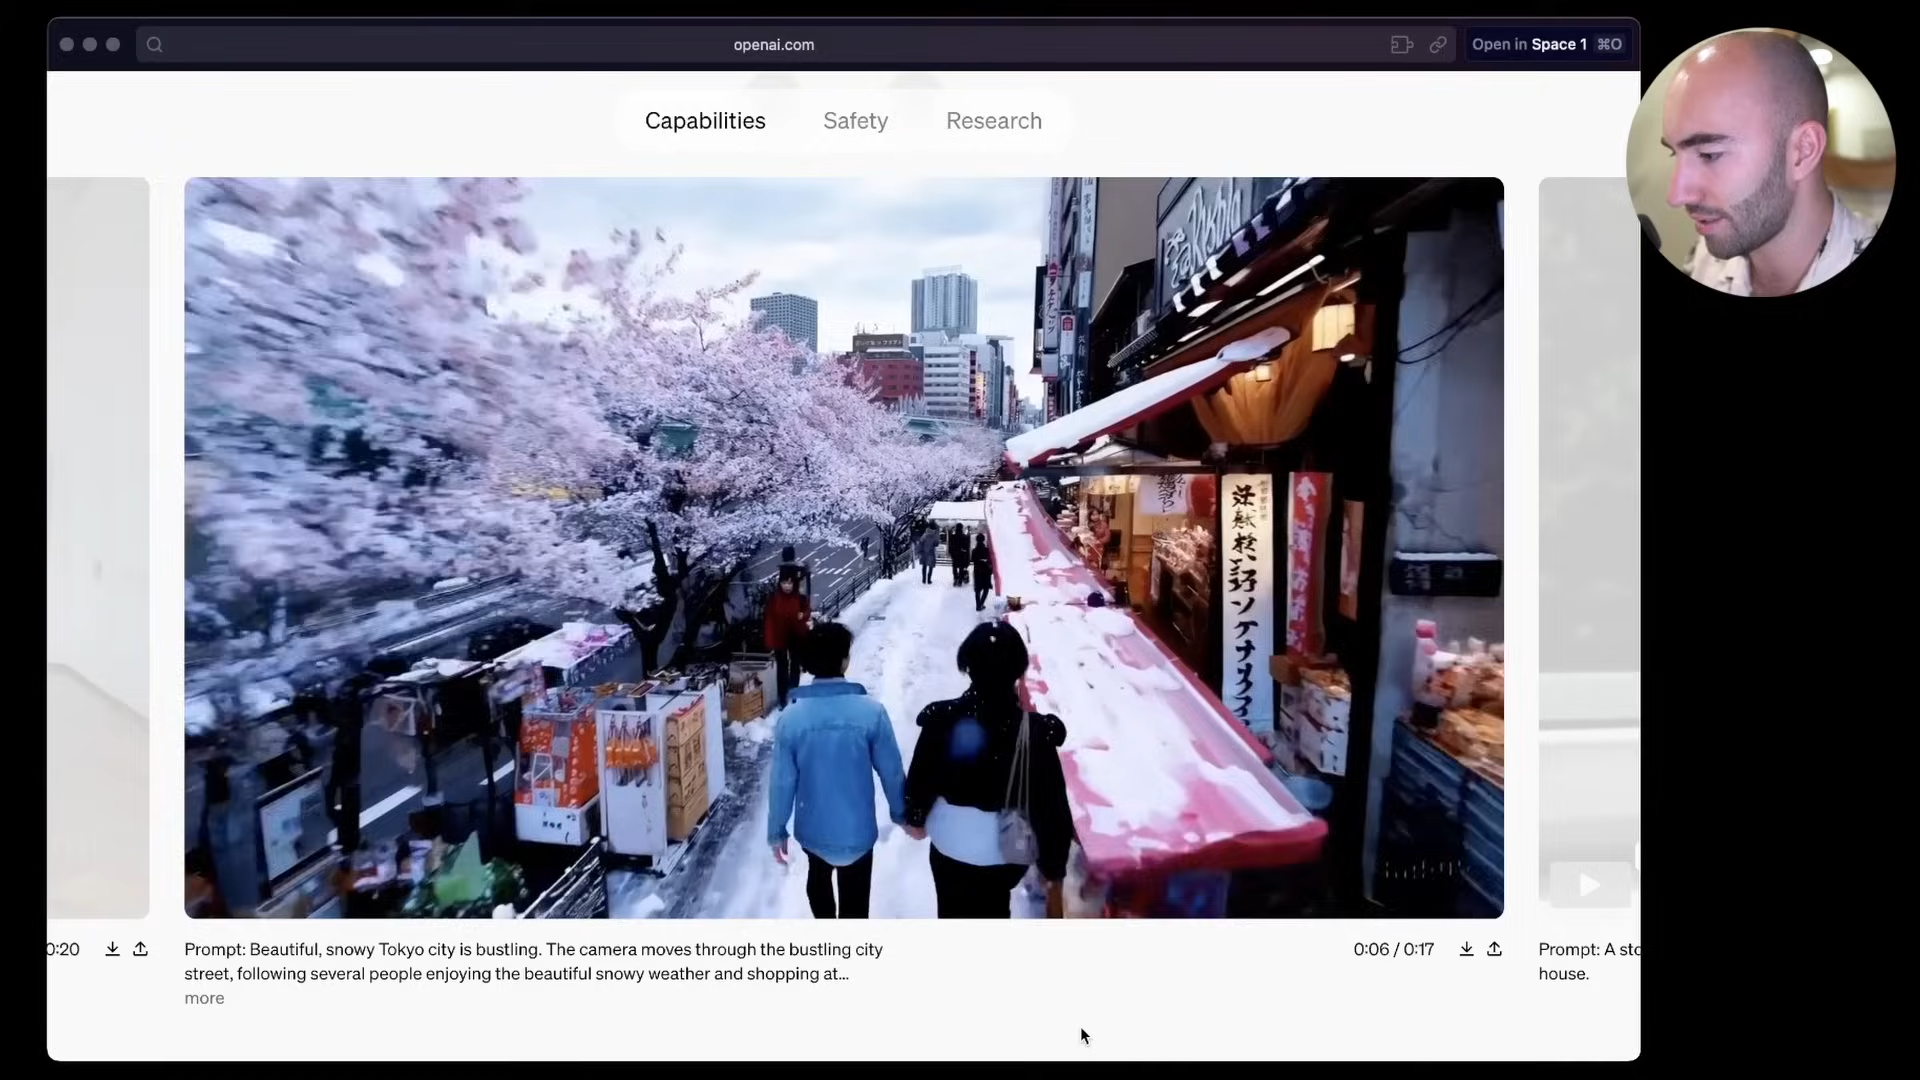 openai.com
Open in Space 1 ⌘O
Capabilities
Safety
Research
0:20
Prompt: Beautiful, snowy Tokyo city is bustling. The camera moves through the bustling city
street, following several people enjoying the beautiful snowy weather and shopping at...
more
0:06 / 0:17
Prompt: A sto
house.